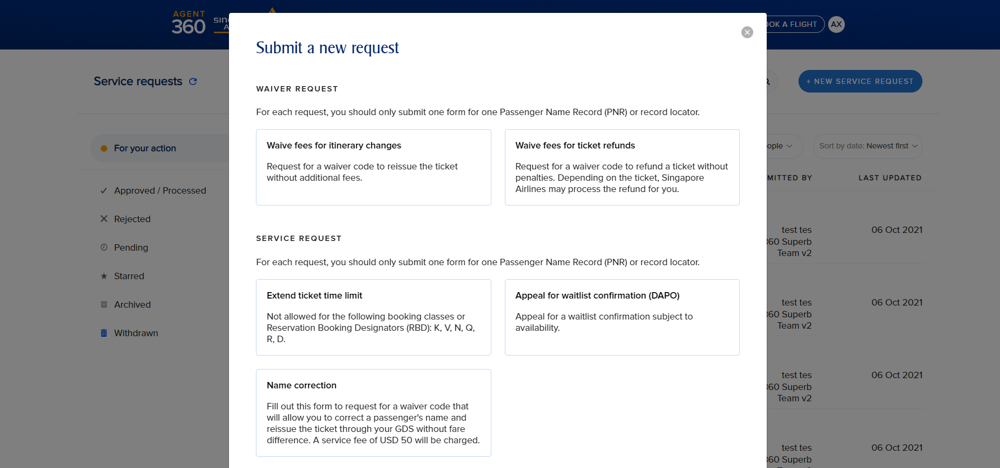 AGENT
360
Submit a new request
A FLIGHT
AX
Service requests
+ NEW SERVICE REQUEST
WAIVER REQUEST
For each request, you should only submit one form for one Passenger Name Record (PNR) or record locator.
For your action
Waive fees for itinerary changes
Request for a waiver code to reissue the ticket
without additional fees.
Waive fees for ticket refunds
Request for a waiver code to refund a ticket without
penalties. Depending on the ticket, Singapore
Airlines may process the refund for you.
Sort by date: Newest first
BY
LAST UPDATED
Approved / Processed
Rejected
Pending
Starred
Archived
Withdrawn
SERVICE REQUEST
For each request, you should only submit one form for one Passenger Name Record (PNR) or record locator.
Extend ticket time limit
Not allowed for the following booking classes or
Reservation Booking Designators (RBD): K, V, N, Q,
R, D.
Appeal for waitlist confirmation (DAPO)
Appeal for a waitlist confirmation subject to
availability.
Name correction
Fill out this form to request for a waiver code that
will allow you to correct a passenger's name and
reissue the ticket through your GDS without fare
difference. A service fee of USD 50 will be charged.
test tes
360 Superb
Team v2
06 Oct 2021
test tes
360 Superb
Team v2
06 Oct 2021
test tes
360 Superb
Team v2
06 Oct 2021
test tes
360 Superb
06 Oct 2021